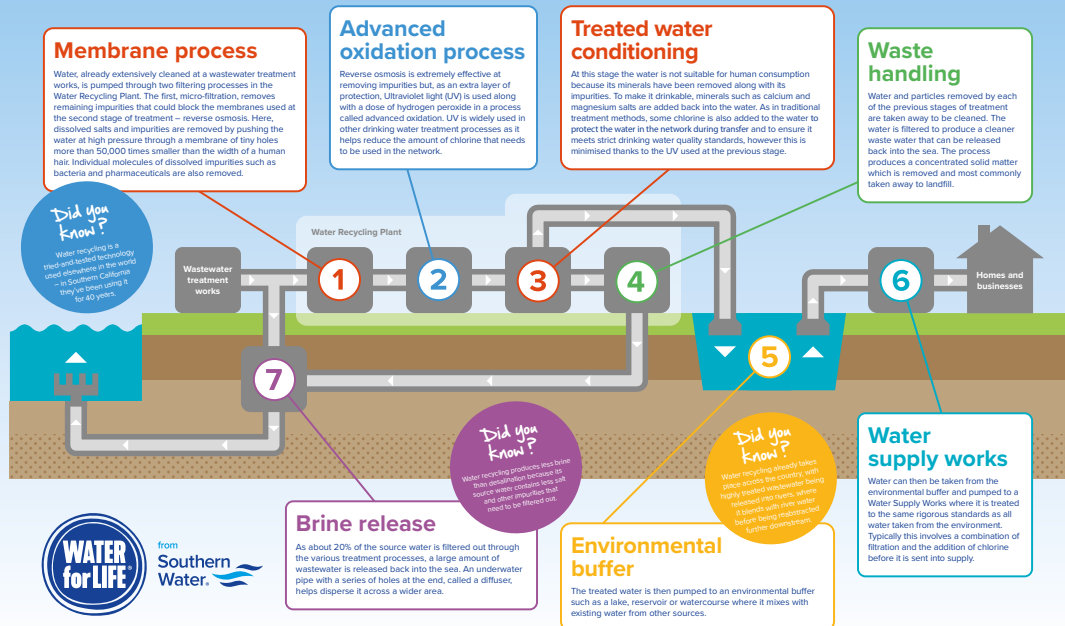 Membrane process
Water, already extensively cleaned at a wastewater treatment
works, is pumped through two filtering processes in the
Water Recycling Plant. The first, micro-filtration, removes
remaining impurities that could block the membranes used at
the second stage of treatment – reverse osmosis. Here,
dissolved salts and impurities are removed by pushing the
water at high pressure through a membrane of tiny holes
more than 50,000 times smaller than the width of a human
hair. Individual molecules of dissolved impurities such as
bacteria and pharmaceuticals are also removed.
Advanced
oxidation process
Reverse osmosis is extremely effective at
removing impurities but, as an extra layer of
protection, Ultraviolet light (UV) is used along
with a dose of hydrogen peroxide in a process
called advanced oxidation. UV is widely used in
other drinking water treatment processes as it
helps reduce the amount of chlorine that needs
to be used in the network.
Treated water
conditioning
At this stage the water is not suitable for human consumption
because its minerals have been removed along with its
impurities. To make it drinkable, minerals such as calcium and
magnesium salts are added back into the water. As in traditional
treatment methods, some chlorine is also added to the water to
protect the water in the network during transfer and to ensure it
meets strict drinking water quality standards, however this is
minimised thanks to the UV used at the previous stage.
Waste
handling
Water and particles removed by each
of the previous stages of treatment
are taken away to be cleaned. The
water is filtered to produce a cleaner
waste water that can be released
back into the sea. The process
produces a concentrated solid matter
which is removed and most commonly
taken away to landfill.
Did you
know?
Water recycling is a
tried-and-tested technology
used elsewhere in the world
– in Southern California
they've been using it
for 40 years.
Water Recycling Plant
Wastewater
treatment
works
1
2
3
4
6
Homes and
businesses
5
7
Did you
know?
Water recycling produces less brine
than desalination because its
source water contains less salt
and other impurities that
need to be filtered out.
Did you
know?
Water recycling already takes
place across the country, with
highly treated wastewater being
released into rivers, where
it blends with river water
before being reabstracted
further downstream.
Water
supply works
Water can then be taken from the
environmental buffer and pumped to a
Water Supply Works where it is treated
to the same rigorous standards as all
water taken from the environment.
Typically this involves a combination of
filtration and the addition of chlorine
before it is sent into supply.
Brine release
As about 20% of the source water is filtered out through
the various treatment processes, a large amount of
wastewater is released back into the sea. An underwater
pipe with a series of holes at the end, called a diffuser,
helps disperse it across a wider area.
Environmental
buffer
The treated water is then pumped to an environmental buffer
such as a lake, reservoir or watercourse where it mixes with
existing water from other sources.
WATER
for LIFE
from
Southern
Water.